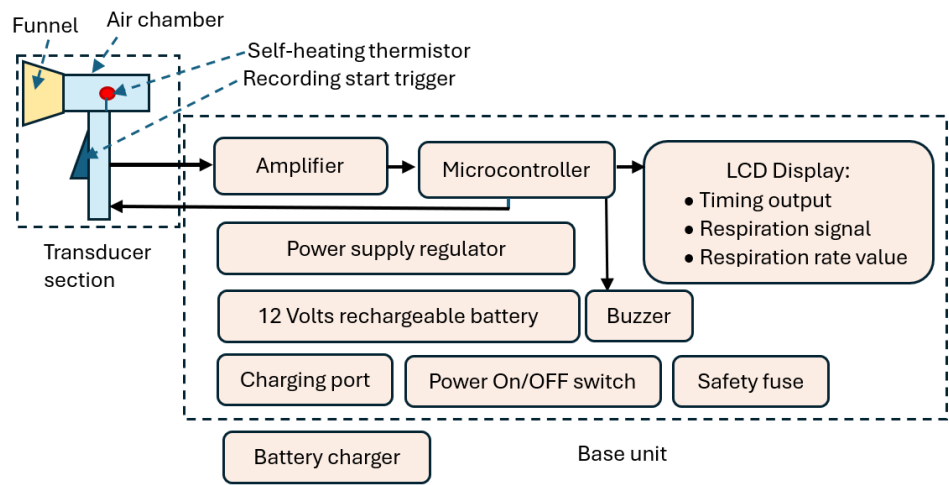 Funnel
Air chamber
Self-heating thermistor
Recording start trigger
Amplifier
Microcontroller
LCD Display:
● Timing output
● Respiration signal
● Respiration rate value
Transducer
section
Power supply regulator
12 Volts rechargeable battery
Buzzer
Charging port
Power On/OFF switch
Safety fuse
Battery charger
Base unit